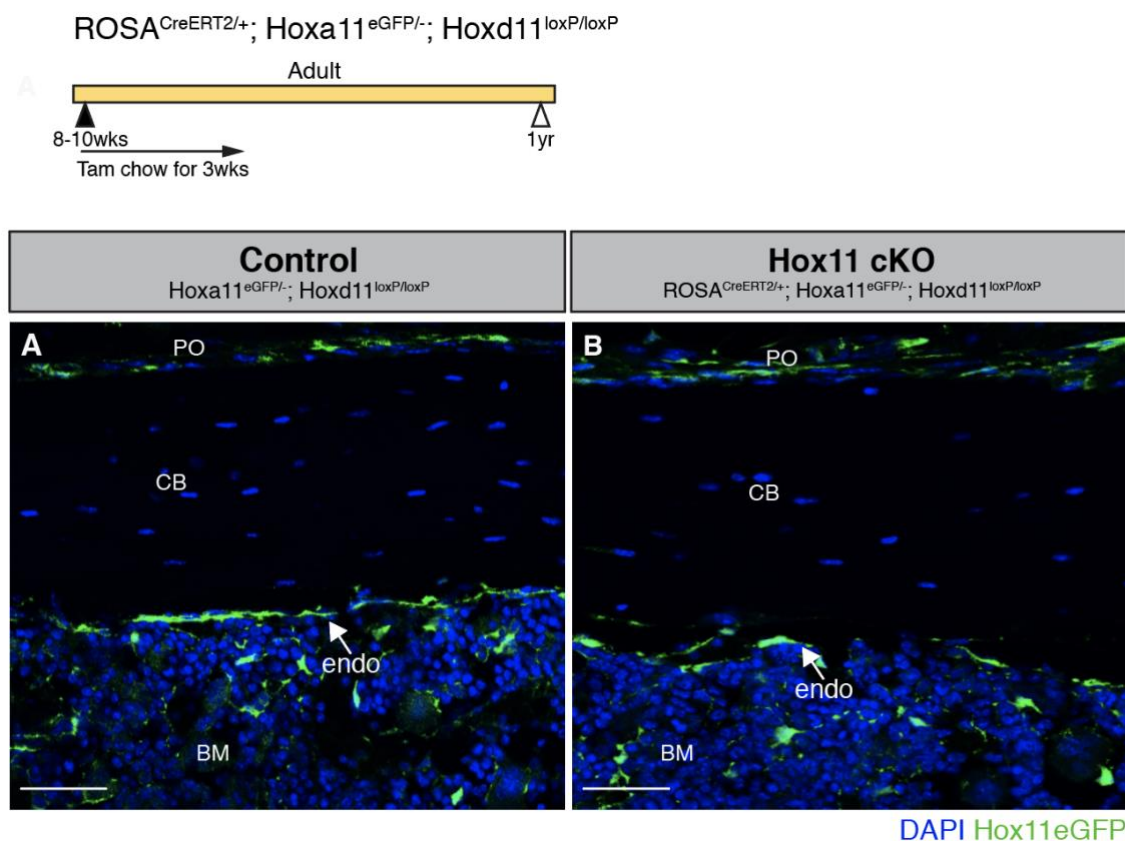 ROSACreERT2/+; Hoxa11eGFP/-; Hoxd11loxP/loxP
A
Adult
8-10wks
1yr
Tam chow for 3wks
Control
Hoxa11eGFP/-; Hoxd11loxP/loxP
Hox11 cKO
ROSACreERT2/+; Hoxa11eGFP/-; Hoxd11loxP/loxP
A
PO
CB
endo
BM
B
PO
CB
endo
BM
DAPI Hox11eGFP